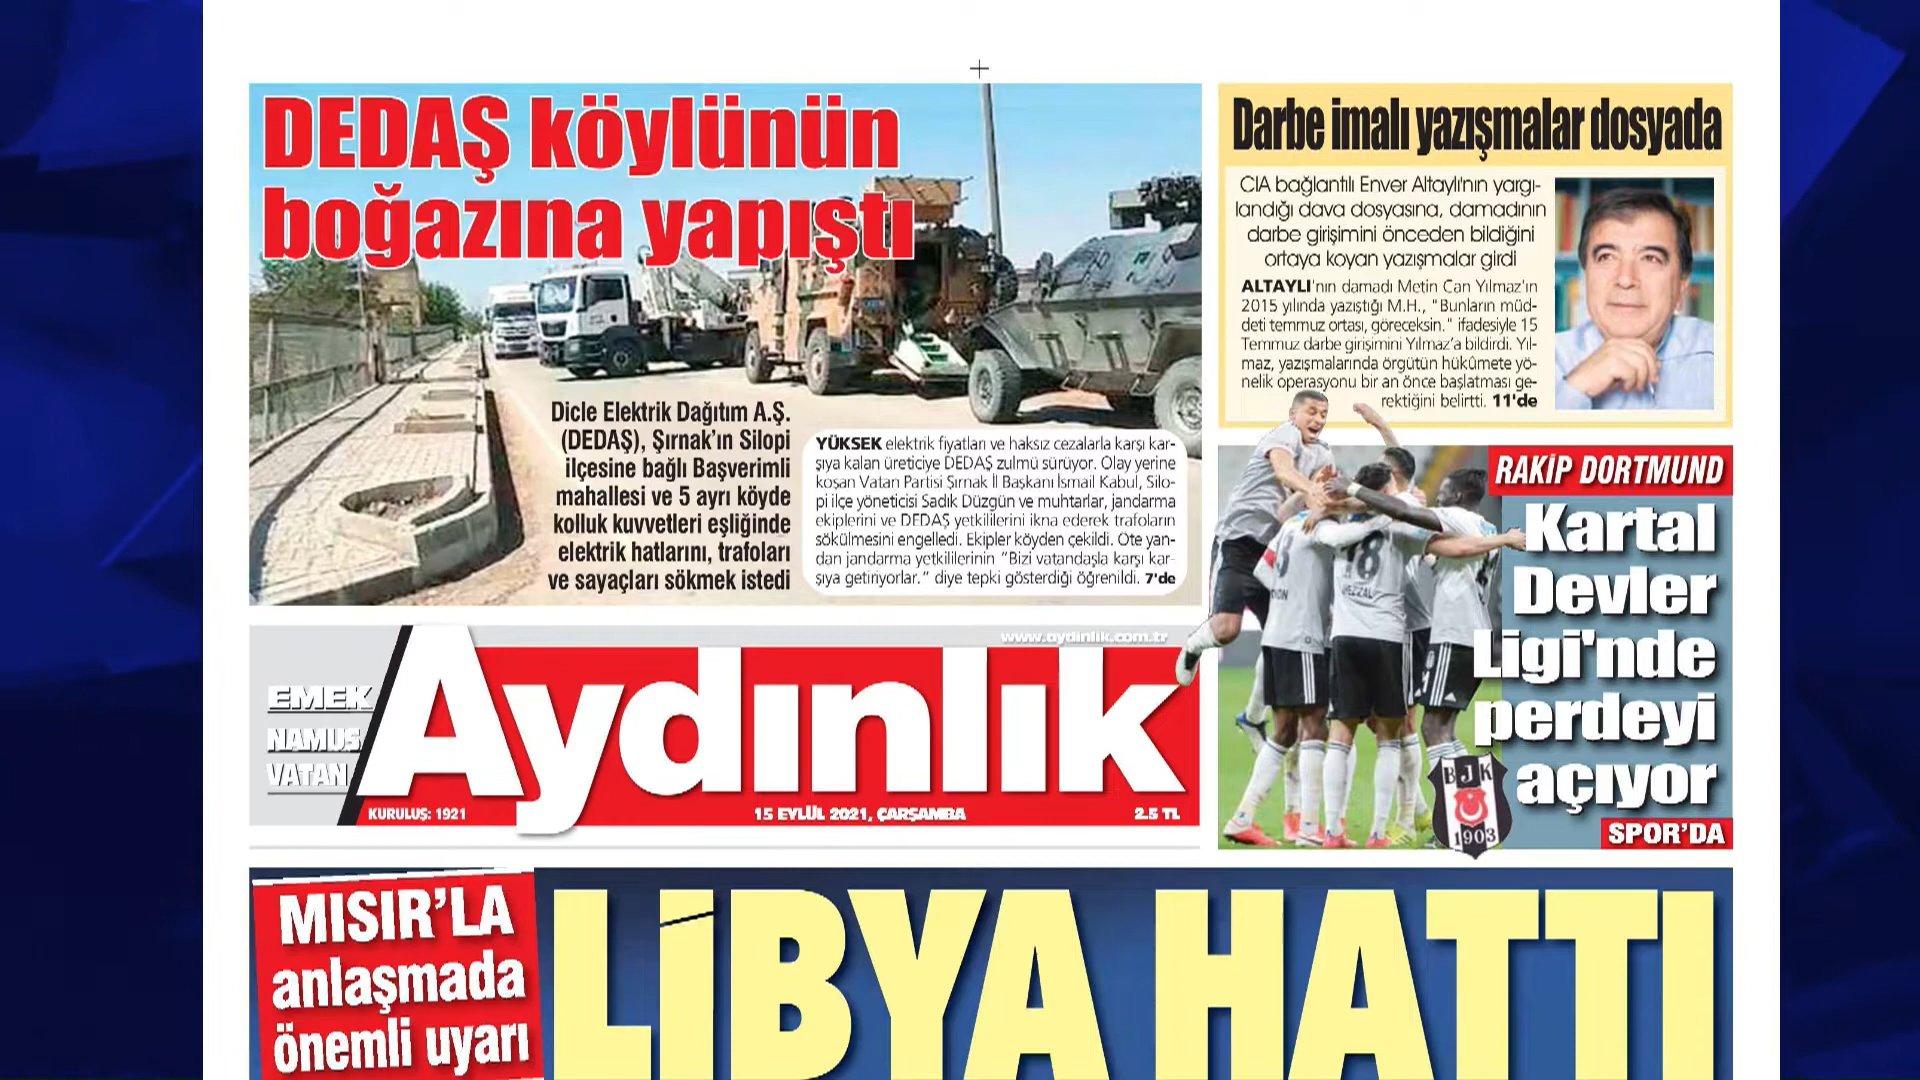 DEDAŞ köylünün
boğazına yapıştı
Dicle Elektrik Dağıtım A.Ş.
(DEDAŞ), Şırnak’ın Silopi
ilçesine bağlı Başverimli
mahallesi ve 5 ayrı köyde
kolluk kuvvetleri eşliğinde
elektrik hatlarını, trafoları
ve sayaçları sökmek istedi
YÜKSEK elektrik fiyatları ve haksız cezalarla karşı kar-
şıya kalan üreticiye DEDAŞ zulmü sürüyor. Olay yerine
koşan Vatan Partisi Şırnak İl Başkanı İsmail Kabul, Silo-
pi ilçe yöneticisi Sadık Düzgün ve muhtarlar, jandarma
ekiplerini ve DEDAŞ yetkililerini ikna ederek trafoların
sökülmesini engelledi. Ekipler köyden çekildi. Öte yan-
dan jandarma yetkililerinin “Bizi vatandaşla karşı kar-
şıya getiriyorlar.” diye tepki gösterdiği öğrenildi. 7'de
Darbe imalı yazışmalar dosyada
CIA bağlantılı Enver Altaylı'nın yargı-
landığı dava dosyasına, damadının
darbe girişimini önceden bildiğini
ortaya koyan yazışmalar girdi
ALTAYLI'nın damadı Metin Can Yılmaz’ın
2015 yılında yazıştığı M.H., "Bunların müd-
deti temmuz ortası, göreceksin." ifadesiyle 15
Temmuz darbe girişimini Yılmaz’a bildirdi. Yıl-
maz, yazışmalarında örgütün hükûmete yö-
nelik operasyonu bir an önce başlatması ge-
rektiğini belirtti. 11'de
RAKİP DORTMUND
Kartal
Devler
Ligi'nde
perdeyi
açıyor
SPOR’DA
18
BJK
1903
www.aydinlik.com.tr
EMEK
NAMUS
VATAN
Aydınlık
KURULUŞ: 1921
15 EYLÜL 2021, ÇARŞAMBA
2.5 TL
MISIR’LA
anlaşmada
önemli uyarı
LİBYA HATTI